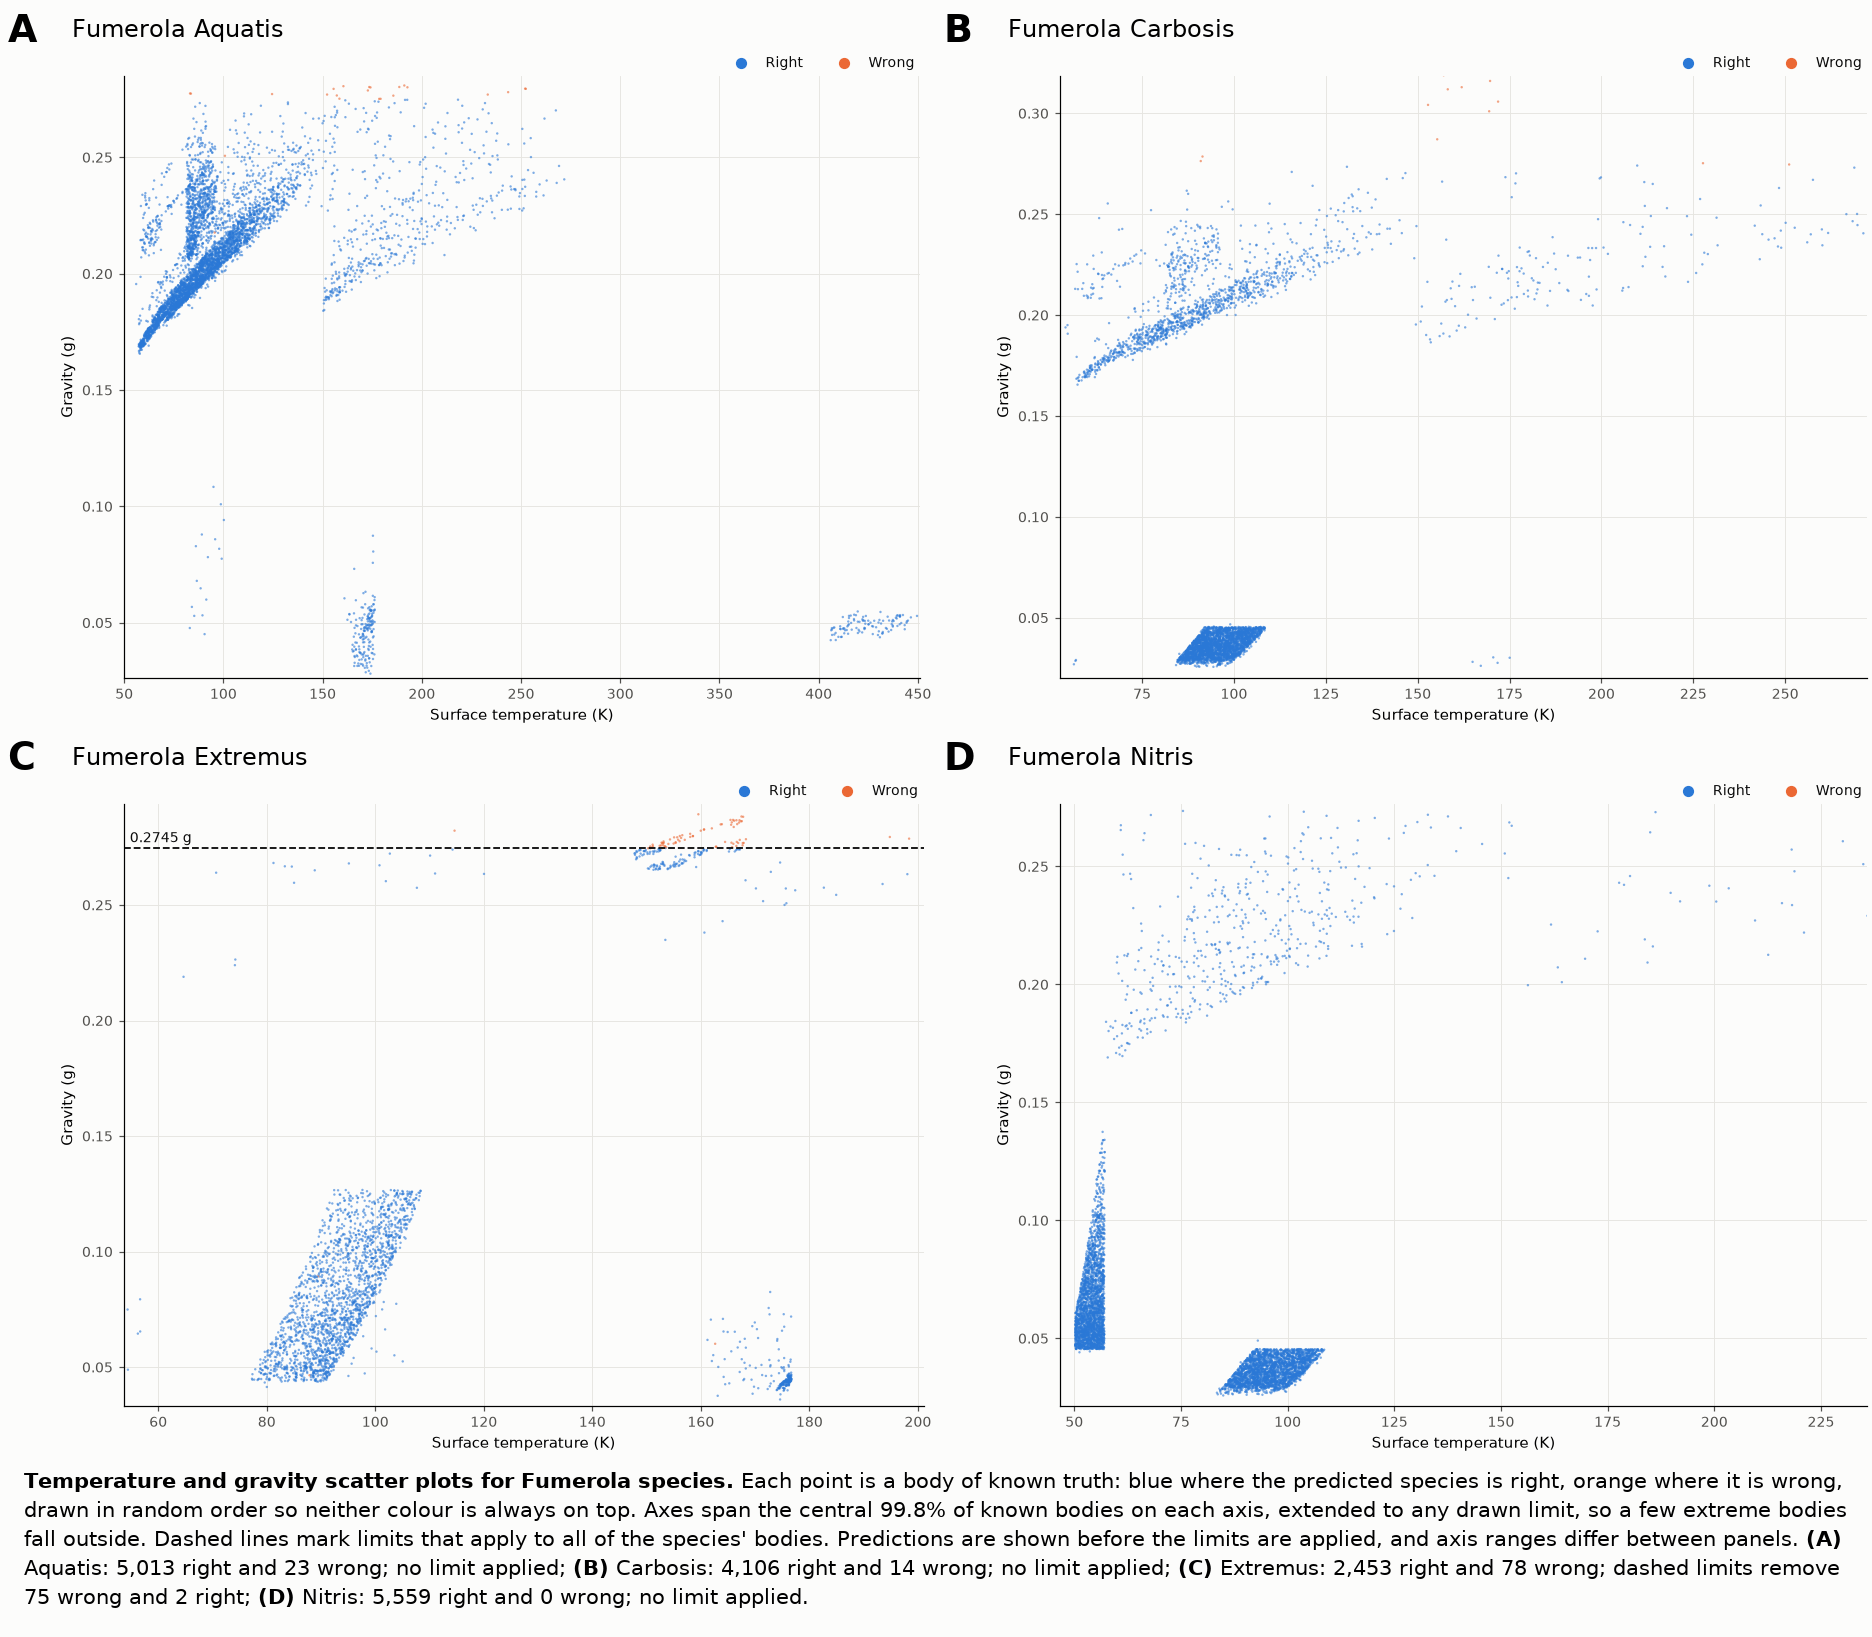 A Fumerola Aquatis
Right Wrong
0.25
0.20
0.15
0.10
0.05
Gravity (g)
50 100 150 200 250 300 350 400 450
Surface temperature (K)
B Fumerola Carbosis
Right Wrong
0.30
0.25
0.20
0.15
0.10
0.05
Gravity (g)
75 100 125 150 175 200 225 250
Surface temperature (K)
C Fumerola Extremus
Right Wrong
0.2745 g
0.25
0.20
0.15
0.10
0.05
Gravity (g)
60 80 100 120 140 160 180 200
Surface temperature (K)
D Fumerola Nitris
Right Wrong
0.25
0.20
0.15
0.10
0.05
Gravity (g)
50 75 100 125 150 175 200 225
Surface temperature (K)
Temperature and gravity scatter plots for Fumerola species. Each point is a body of known truth: blue where the predicted species is right, orange where it is wrong,
drawn in random order so neither colour is always on top. Axes span the central 99.8% of known bodies on each axis, extended to any drawn limit, so a few extreme bodies
fall outside. Dashed lines mark limits that apply to all of the species' bodies. Predictions are shown before the limits are applied, and axis ranges differ between panels. (A)
Aquatis: 5,013 right and 23 wrong; no limit applied; (B) Carbosis: 4,106 right and 14 wrong; no limit applied; (C) Extremus: 2,453 right and 78 wrong; dashed limits remove
75 wrong and 2 right; (D) Nitris: 5,559 right and 0 wrong; no limit applied.